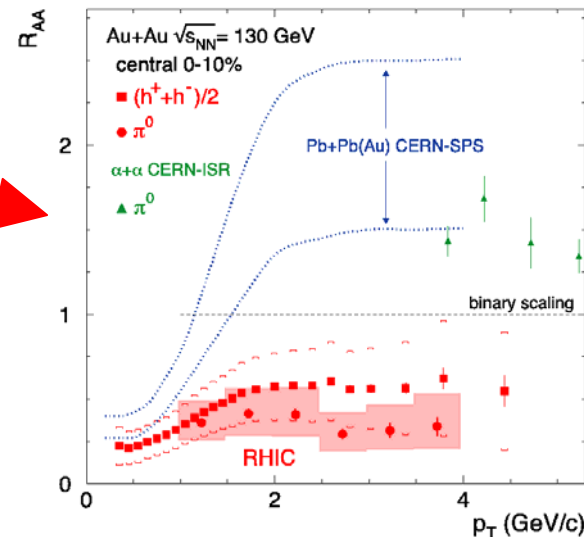 R_AA
Au+Au √s_NN = 130 GeV
central 0-10%
(h⁺+h⁻)/2
π⁰
α+α CERN-ISR
π⁰
Pb+Pb(Au) CERN-SPS
binary scaling
RHIC
2
1
0
0 2 4
p_T (GeV/c)